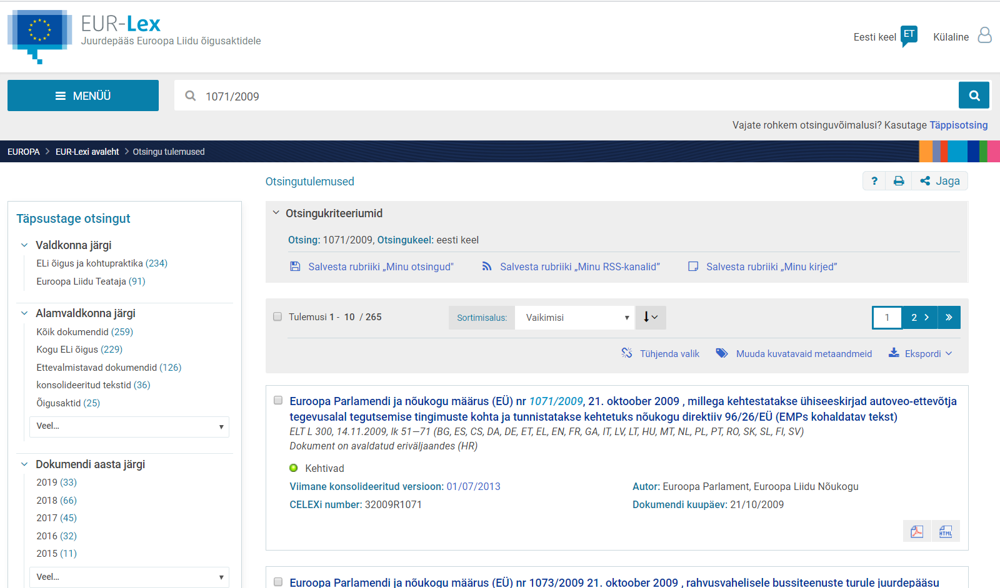 EUR-Lex
Juurdepääs Euroopa Liidu õigusaktidele
Eesti keel ET Külaline
MENÜÜ
1071/2009
Vajate rohkem otsinguvõimalusi? Kasutage Täppisotsing
EUROPA > EUR-Lexi avaleht > Otsingu tulemused
Täpsustage otsingut
Valdkonna järgi
ELi õigus ja kohtupraktika (234)
Euroopa Liidu Teataja (91)
Alamvaldkonna järgi
Kõik dokumendid (259)
Kogu ELi õigus (229)
Ettevalmistavad dokumendid (126)
konsolideeritud tekstid (36)
Õigusaktid (25)
Veel...
Dokumendi aasta järgi
2019 (33)
2018 (66)
2017 (45)
2016 (32)
2015 (11)
Veel...
Otsingutulemused
? Jaga
Otsingukriteeriumid
Otsing: 1071/2009, Otsingukeel: eesti keel
Salvesta rubriiki „Minu otsingud" Salvesta rubriiki „Minu RSS-kanalid” Salvesta rubriiki „Minu kirjed”
Tulemusi 1 - 10 / 265 Sortimisalus: Vaikimisi 1 2 > »
Tühjenda valik Muuda kuvatavaid metaandmeid Ekspordi
Euroopa Parlamendi ja nõukogu määrus (EÜ) nr 1071/2009, 21. oktoober 2009 , millega kehtestatakse ühiseeskirjad autoveo-ettevõtja
tegevusalal tegutsemise tingimuste kohta ja tunnistatakse kehtetuks nõukogu direktiiv 96/26/EÜ (EMPs kohaldatav tekst)
ELT L 300, 14.11.2009, lk 51—71 (BG, ES, CS, DA, DE, ET, EL, EN, FR, GA, IT, LV, LT, HU, MT, NL, PL, PT, RO, SK, SL, FI, SV)
Dokument on avaldatud eriväljaandes (HR)
Kehtivad
Viimane konsolideeritud versioon: 01/07/2013 Autor: Euroopa Parlament, Euroopa Liidu Nõukogu
CELEXi number: 32009R1071 Dokumendi kuupäev: 21/10/2009
HTML
Euroopa Parlamendi ja nõukogu määrus (EÜ) nr 1073/2009 21. oktoober 2009 , rahvusvahelisele bussiteenuste turule juurdepääsu